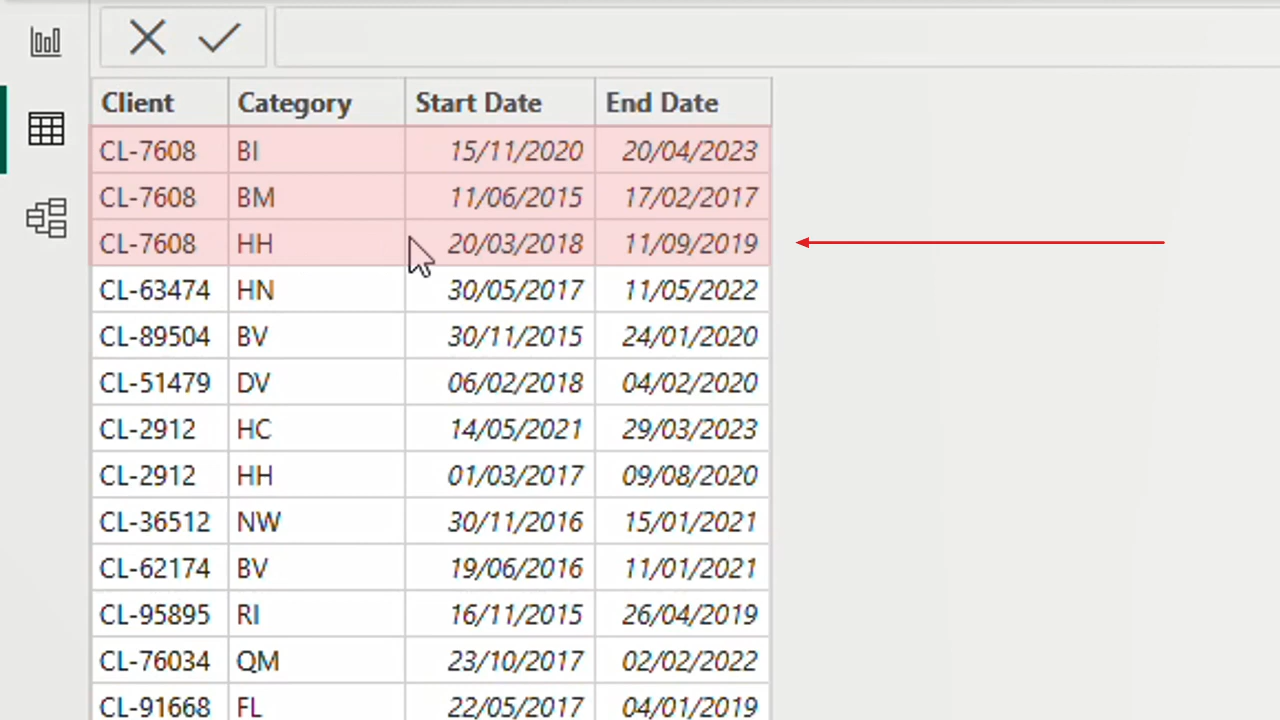 Client Category Start Date End Date
CL-7608 BI 15/11/2020 20/04/2023
CL-7608 BM 11/06/2015 17/02/2017
CL-7608 HH 20/03/2018 11/09/2019
CL-63474 HN 30/05/2017 11/05/2022
CL-89504 BV 30/11/2015 24/01/2020
CL-51479 DV 06/02/2018 04/02/2020
CL-2912 HC 14/05/2021 29/03/2023
CL-2912 HH 01/03/2017 09/08/2020
CL-36512 NW 30/11/2016 15/01/2021
CL-62174 BV 19/06/2016 11/01/2021
CL-95895 RI 16/11/2015 26/04/2019
CL-76034 QM 23/10/2017 02/02/2022
CL-91668 FL 22/05/2017 04/01/2019